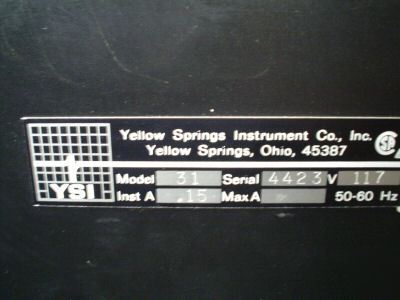 Yellow Springs Instrument Co., Inc.
Yellow Springs, Ohio, 45387
YSI
Model 31 Serial 4423 V 117
Inst A .15 Max A 50-60 Hz